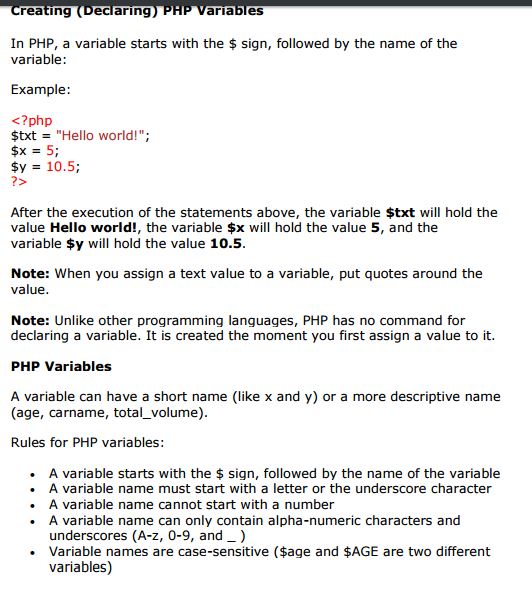 Creating (Declaring) PHP Variables
In PHP, a variable starts with the $ sign, followed by the name of the
variable:
Example:
<?php
$txt = "Hello world!";
$x = 5;
$y = 10.5;
?>
After the execution of the statements above, the variable $txt will hold the
value Hello world!, the variable $x will hold the value 5, and the
variable $y will hold the value 10.5.
Note: When you assign a text value to a variable, put quotes around the
value.
Note: Unlike other programming languages, PHP has no command for
declaring a variable. It is created the moment you first assign a value to it.
PHP Variables
A variable can have a short name (like x and y) or a more descriptive name
(age, carname, total_volume).
Rules for PHP variables:
• A variable starts with the $ sign, followed by the name of the variable
• A variable name must start with a letter or the underscore character
• A variable name cannot start with a number
• A variable name can only contain alpha-numeric characters and
underscores (A-z, 0-9, and _ )
• Variable names are case-sensitive ($age and $AGE are two different
variables)